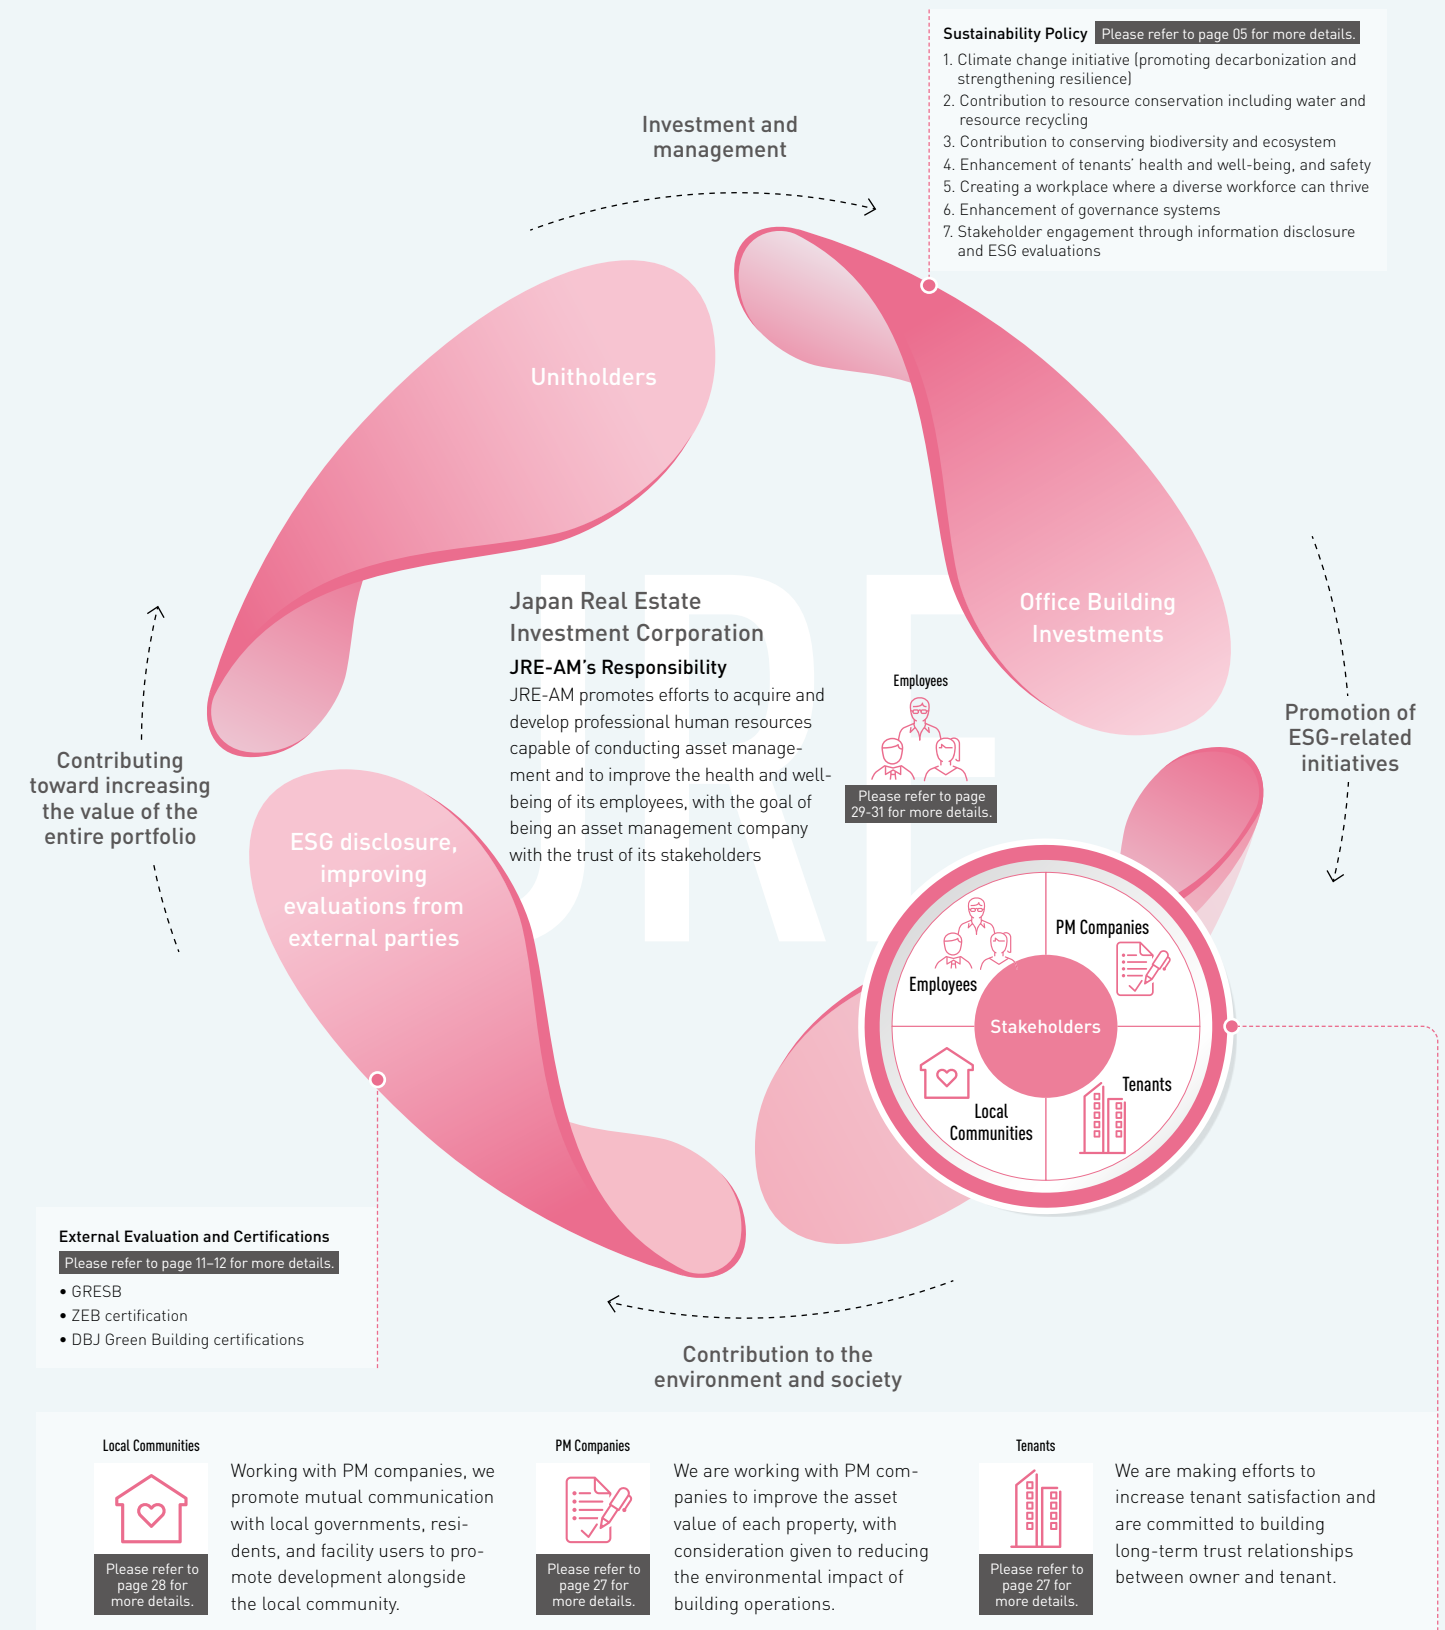 Sustainability Policy Please refer to page 05 for more details.
1. Climate change initiative (promoting decarbonization and
strengthening resilience)
2. Contribution to resource conservation including water and
resource recycling
3. Contribution to conserving biodiversity and ecosystem
4. Enhancement of tenants’ health and well-being, and safety
5. Creating a workplace where a diverse workforce can thrive
6. Enhancement of governance systems
7. Stakeholder engagement through information disclosure
and ESG evaluations
Investment and
management
Unitholders
Office Building
Investments
JRE
Japan Real Estate
Investment Corporation
JRE-AM’s Responsibility
JRE-AM promotes efforts to acquire and
develop professional human resources
capable of conducting asset manage-
ment and to improve the health and well-
being of its employees, with the goal of
being an asset management company
with the trust of its stakeholders
Employees
Please refer to page
29-31 for more details.
Promotion of
ESG-related
initiatives
Contributing
toward increasing
the value of the
entire portfolio
ESG disclosure,
improving
evaluations from
external parties
PM Companies
Employees
Stakeholders
Tenants
Local
Communities
External Evaluation and Certifications
Please refer to page 11–12 for more details.
• GRESB
• ZEB certification
• DBJ Green Building certifications
Contribution to the
environment and society
Local Communities
Please refer to
page 28 for
more details.
Working with PM companies, we
promote mutual communication
with local governments, resi-
dents, and facility users to pro-
mote development alongside
the local community.
PM Companies
Please refer to
page 27 for
more details.
We are working with PM com-
panies to improve the asset
value of each property, with
consideration given to reducing
the environmental impact of
building operations.
Tenants
Please refer to
page 27 for
more details.
We are making efforts to
increase tenant satisfaction and
are committed to building
long-term trust relationships
between owner and tenant.